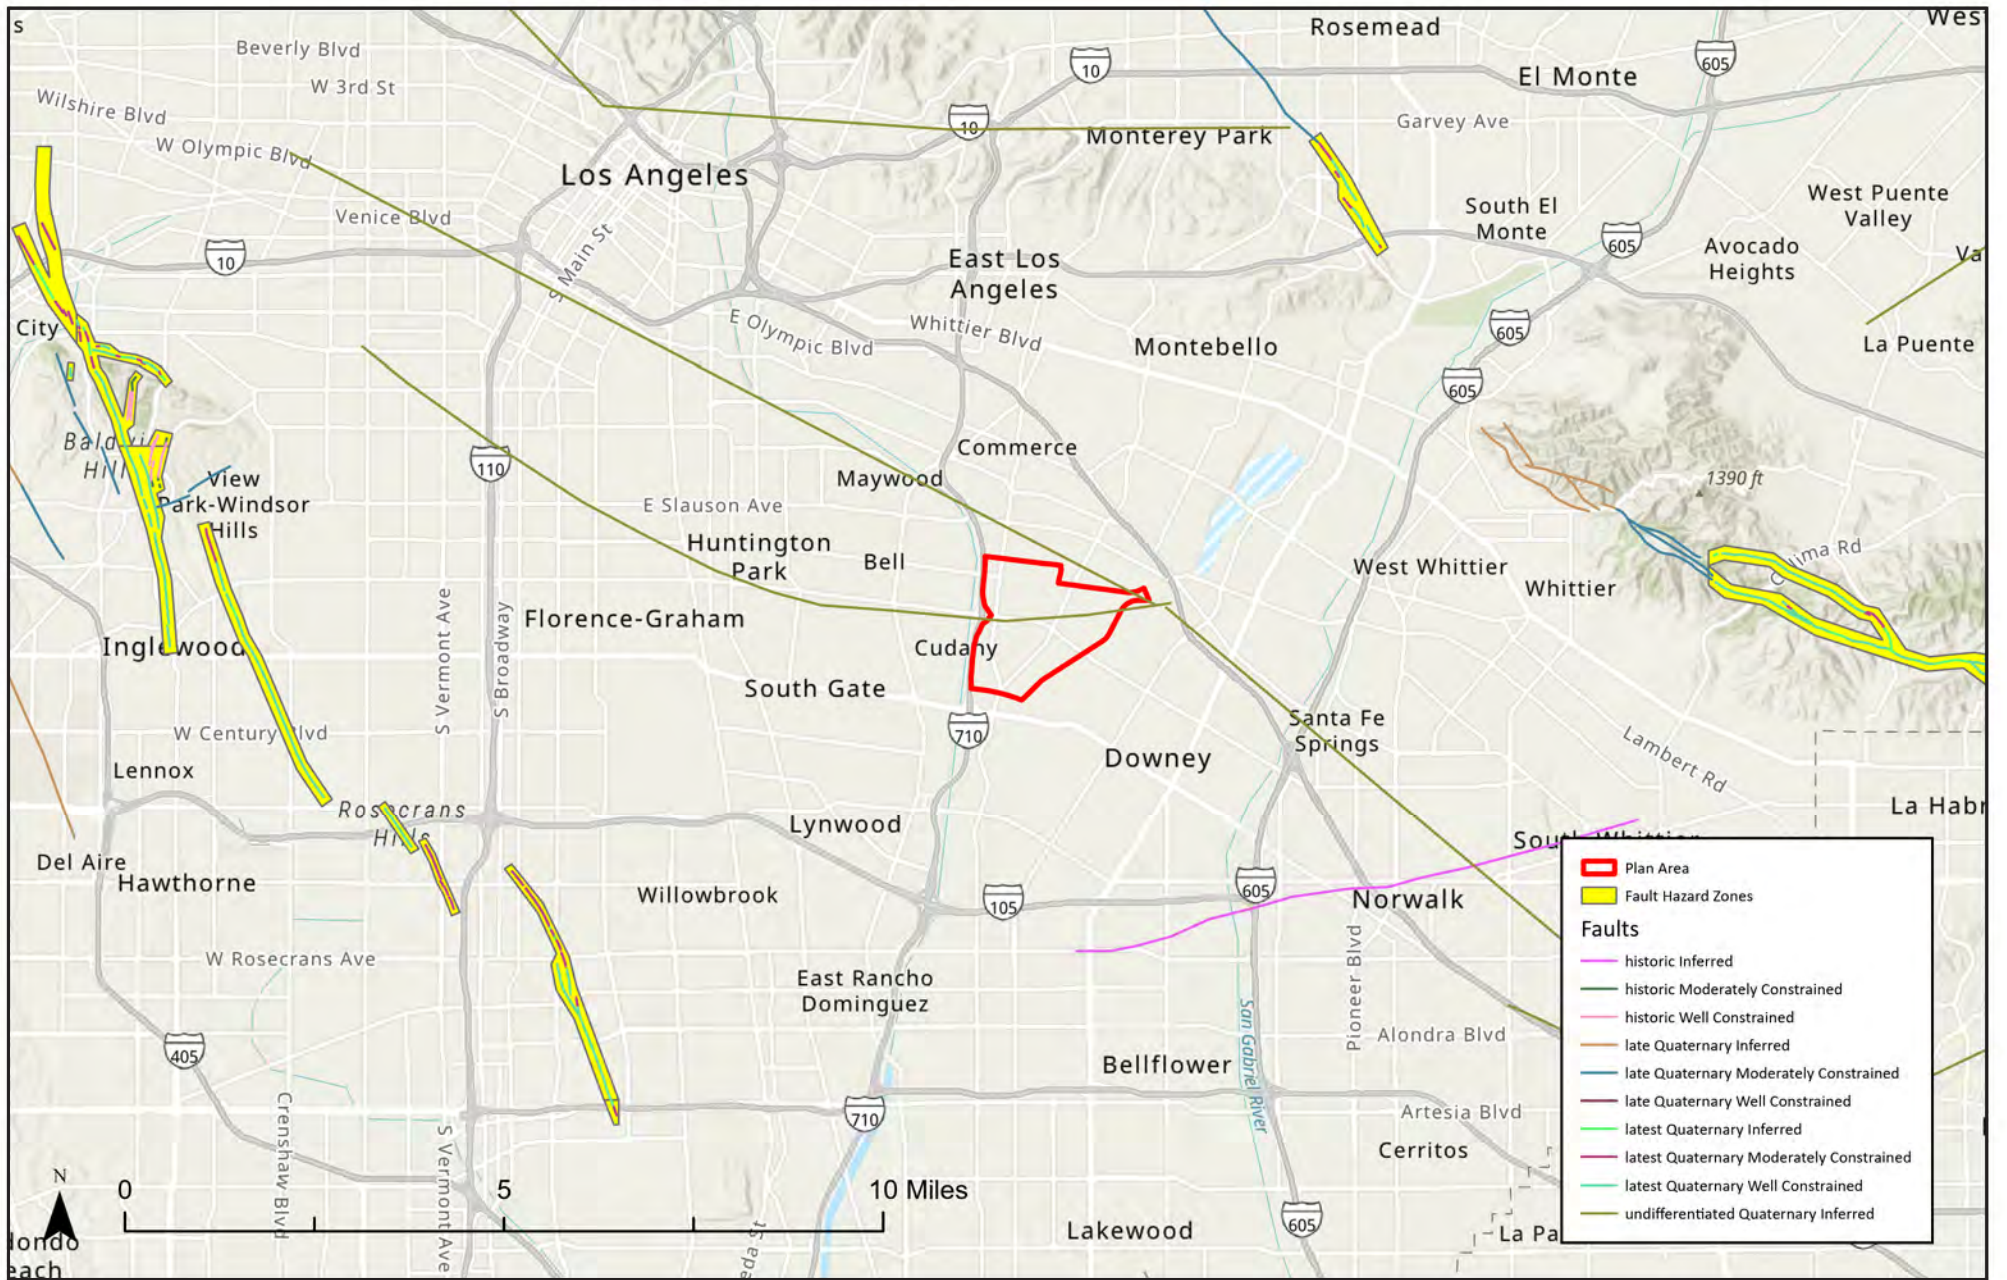 s
Beverly Blvd
W 3rd St
Wilshire Blvd
W Olympic Blvd
Los Angeles
Venice Blvd
S Main St
10
10
10
Rosemead
605
El Monte
Garvey Ave
Monterey Park
West Puente
Valley
South El
Monte
605
Avocado
Heights
Va
East Los
Angeles
E Olympic Blvd
Whittier Blvd
Montebello
605
La Puente
605
City
View
Park-Windsor
Hills
110
Commerce
Maywood
E Slauson Ave
Huntington
Park
Bell
1390 ft
West Whittier
Whittier
Florence-Graham
Cudahy
Inglewood
S Vermont Ave
S Broadway
South Gate
710
W Century Blvd
Lennox
Santa Fe
Springs
Downey
Lambert Rd
Rosecrans
Hills
Lynwood
La Habr
Del Aire
Hawthorne
Willowbrook
105
605
Norwalk
W Rosecrans Ave
East Rancho
Dominguez
San Gabriel River
Pioneer Blvd
Alondra Blvd
405
Bellflower
710
Artesia Blvd
Cerritos
Crenshaw Blvd
S Vermont Ave
Lakewood
605
La Pa
N
0 5 10 Miles
each
Plan Area
Fault Hazard Zones
Faults
historic Inferred
historic Moderately Constrained
historic Well Constrained
late Quaternary Inferred
late Quaternary Moderately Constrained
late Quaternary Well Constrained
latest Quaternary Inferred
latest Quaternary Moderately Constrained
latest Quaternary Well Constrained
undifferentiated Quaternary Inferred